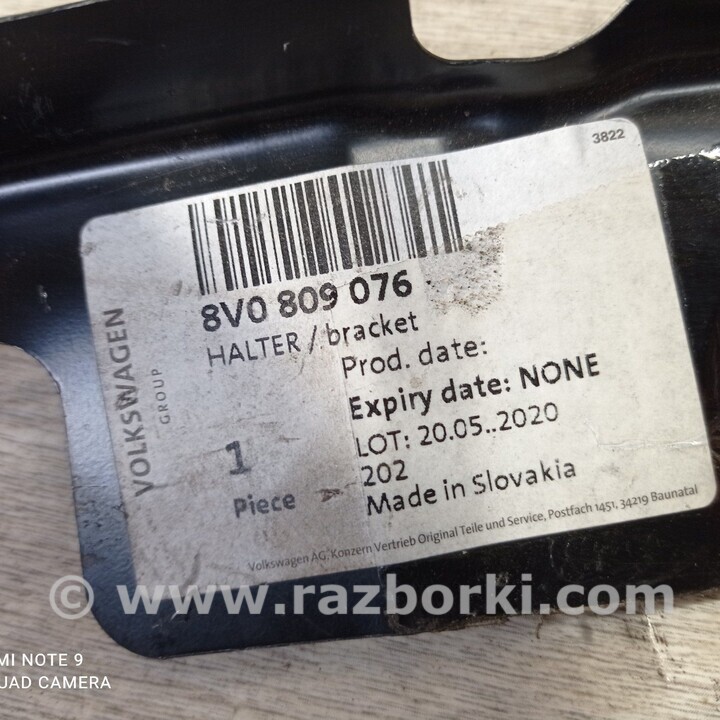 3822
8V0 809 076
HALTER / bracket
Prod. date:
Expiry date: NONE
LOT: 20.05..2020
202
Made in Slovakia
1
Piece
VOLKSWAGEN
GROUP
Volkswagen AG, Konzern Vertrieb Original Teile und Service, Postfach 1451, 34219 Baunatal
© www.razborki.com
MI NOTE 9
UAD CAMERA